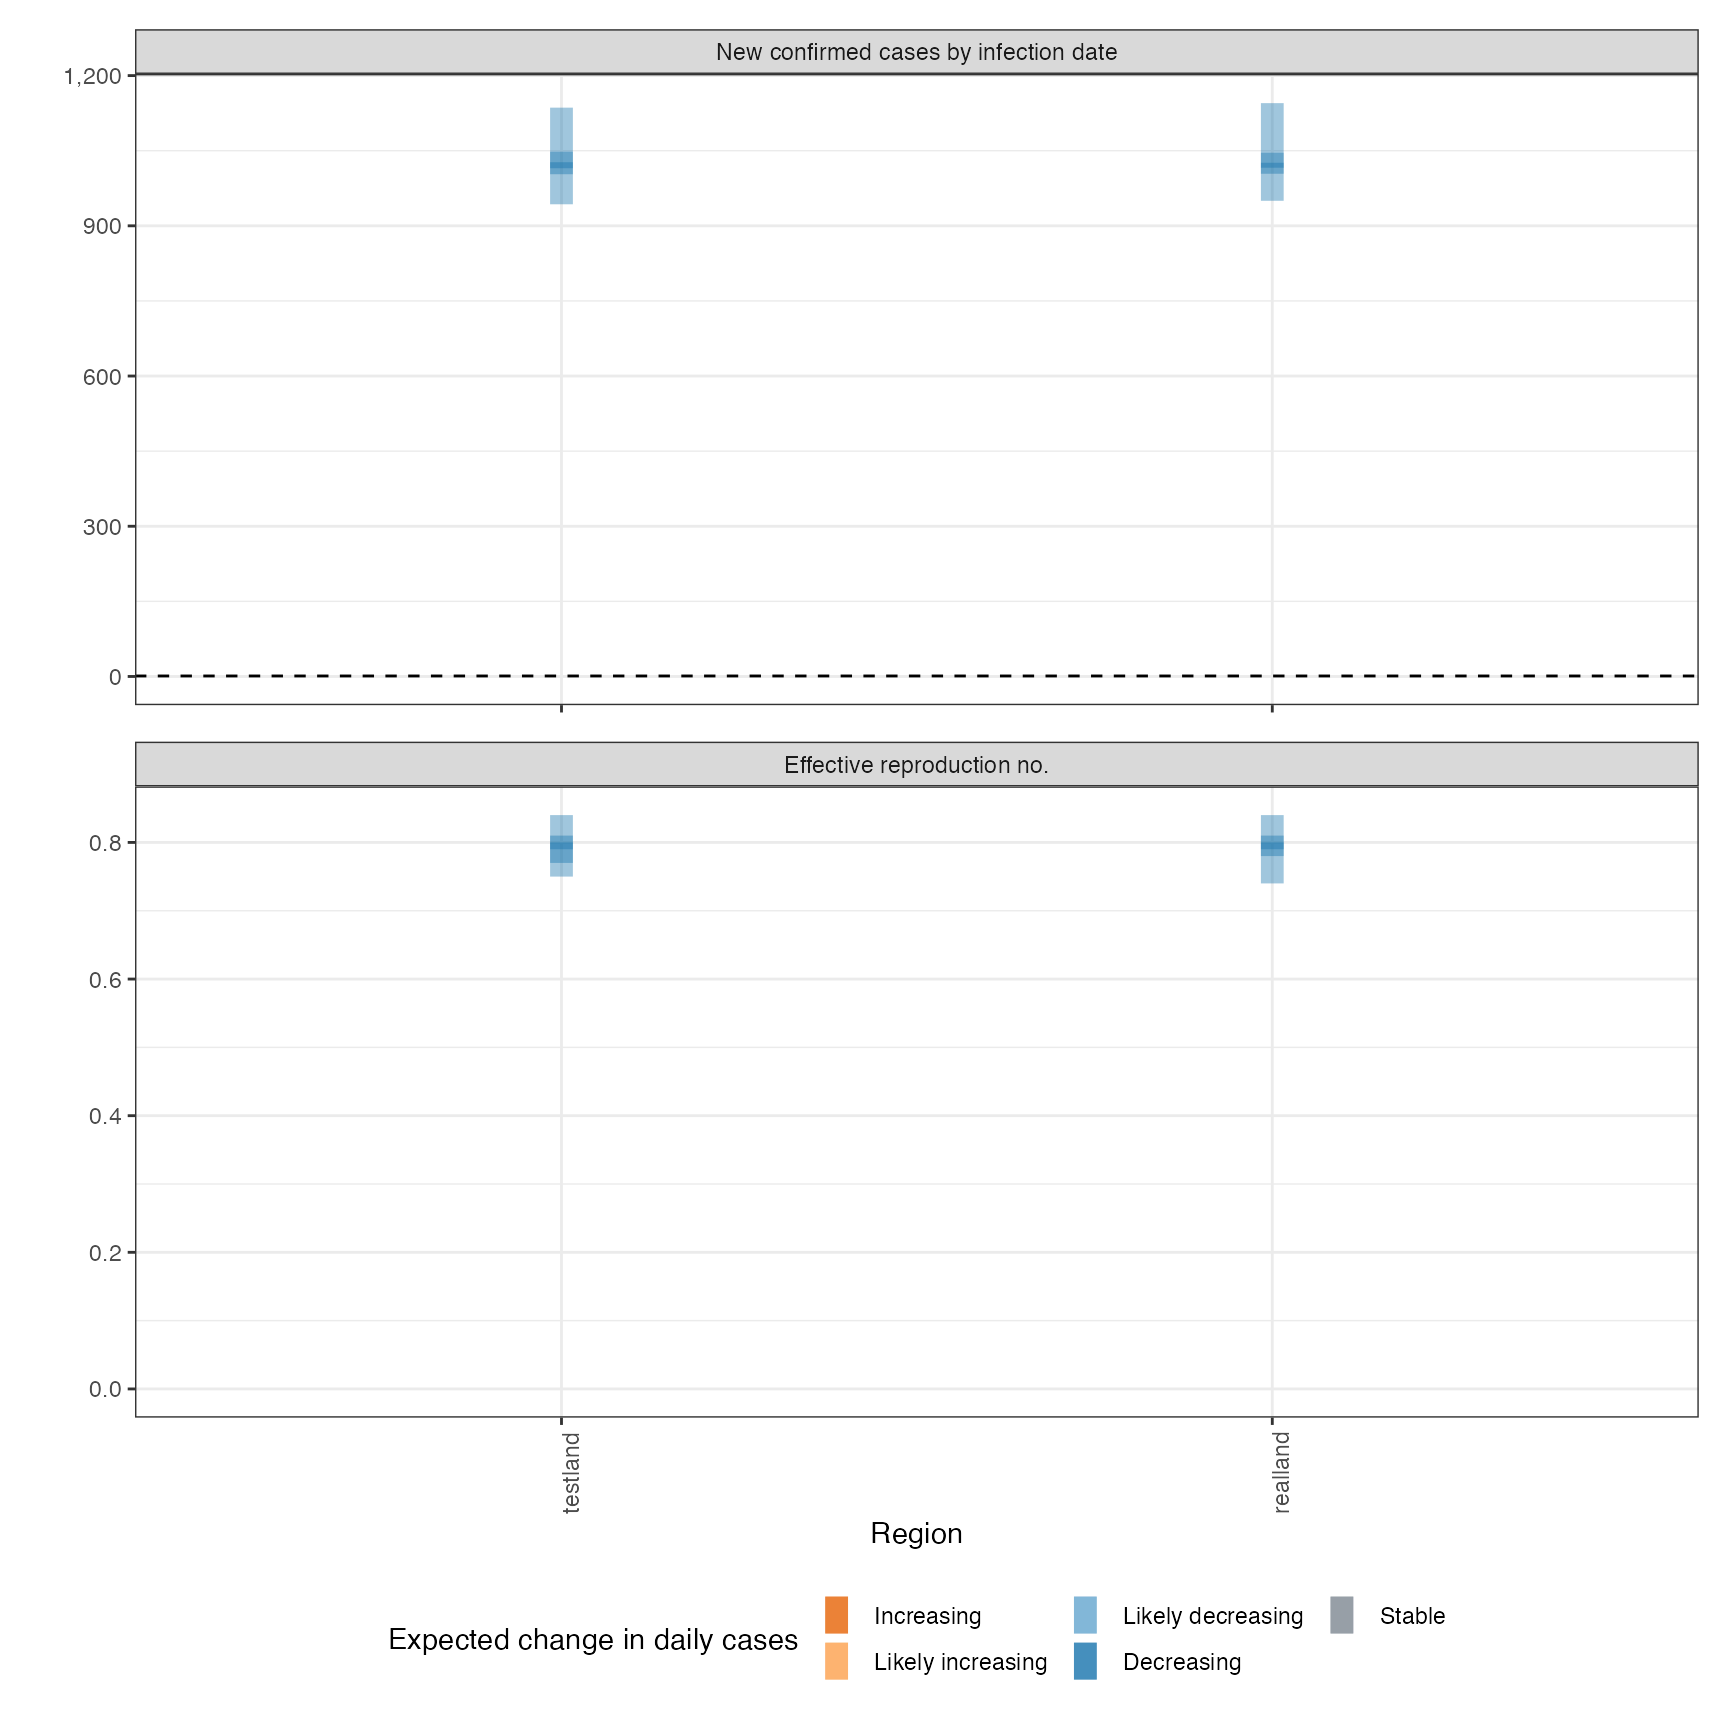 New confirmed cases by infection date
1,200
900
600
300
0
Effective reproduction no.
0.8
0.6
0.4
0.2
0.0
testland
realland
Region
Expected change in daily cases
Increasing
Likely increasing
Likely decreasing
Decreasing
Stable